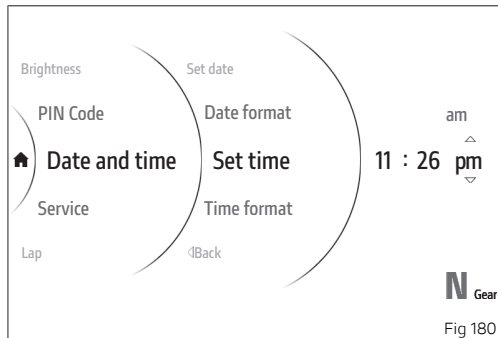 Brightness
PIN Code
Date and time
Service
Lap
Set date
Date format
Set time
Time format
Back
am
11 : 26 pm
N Gear
Fig 180